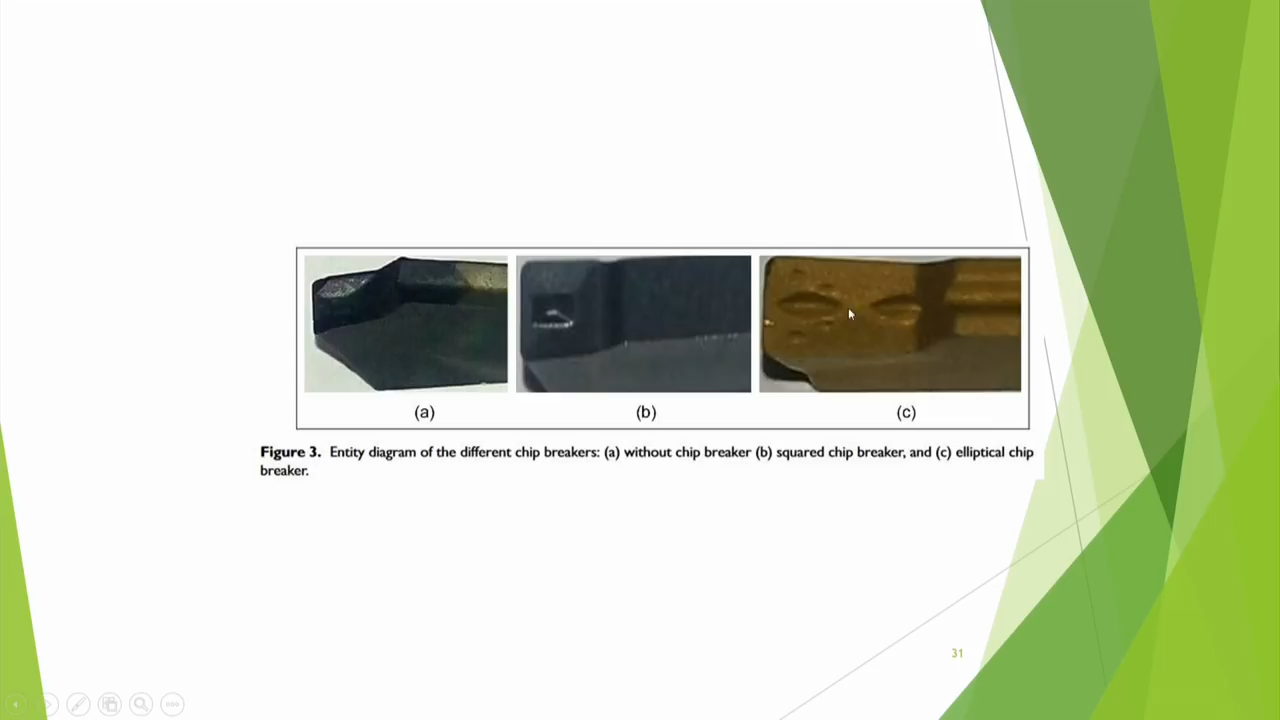 (a) (b) (c)
Figure 3. Entity diagram of the different chip breakers: (a) without chip breaker (b) squared chip breaker, and (c) elliptical chip
breaker.
31